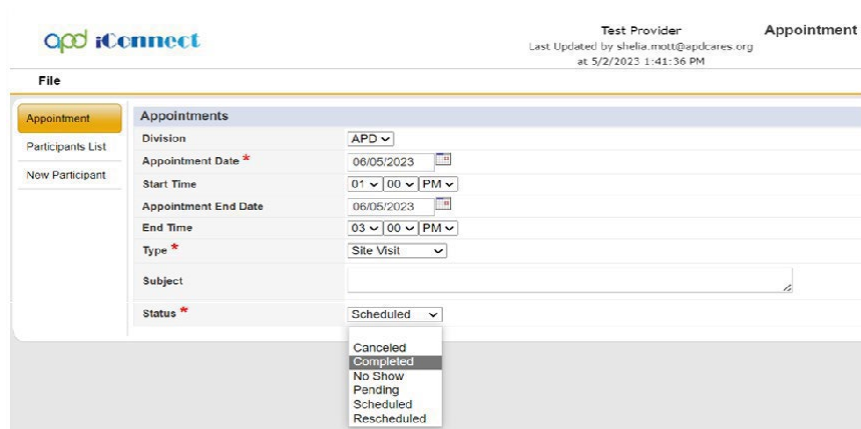 apd iConnect
Test Provider
Appointment
Last Updated by shelia.mott@apdcares.org
at 5/2/2023 1:41:36 PM
File
Appointment
Participants List
New Participant
Appointments
Division APD
Appointment Date * 06/05/2023
Start Time 01 00 PM
Appointment End Date 06/05/2023
End Time 03 00 PM
Type * Site Visit
Subject
Status * Scheduled
Canceled
Completed
No Show
Pending
Scheduled
Rescheduled